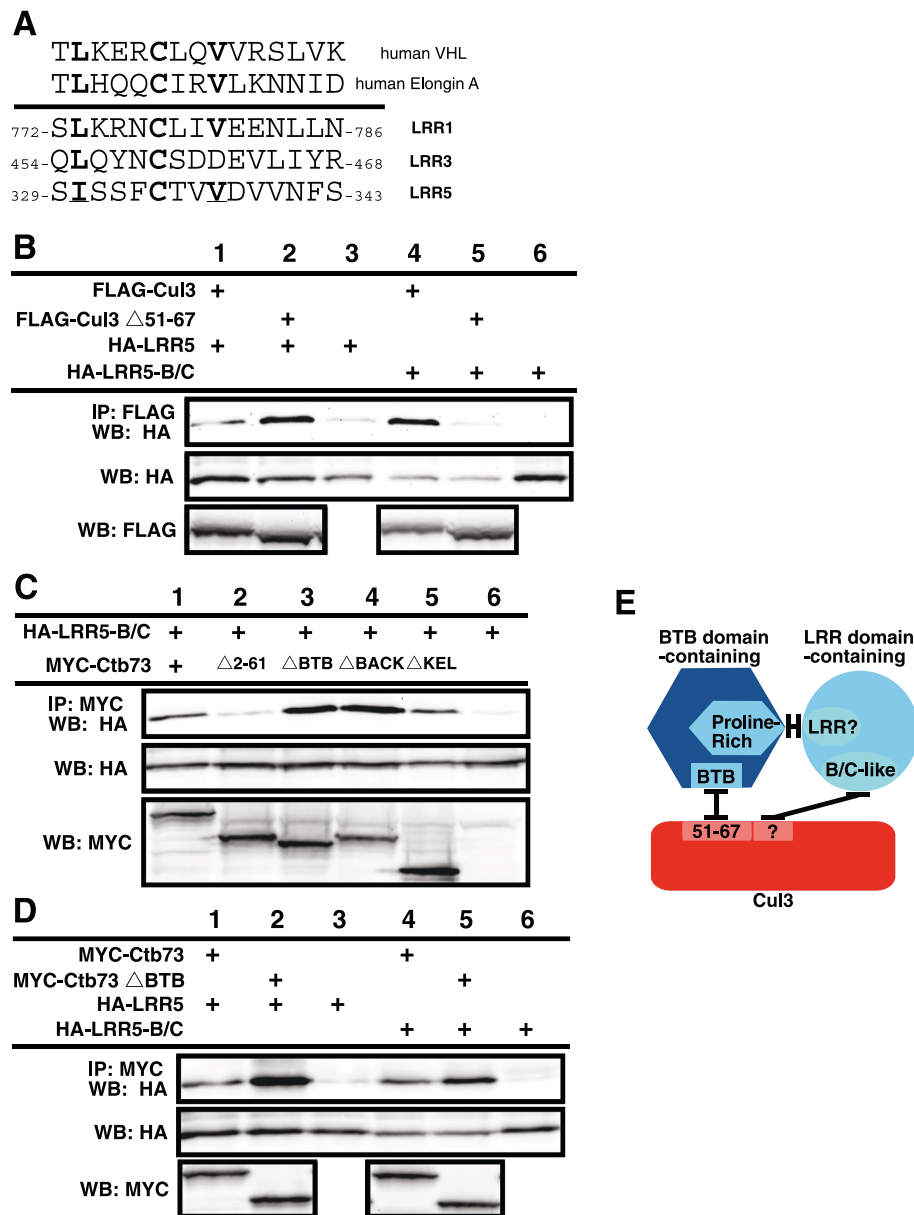 A
TLKERCLQVVRSLVK human VHL
TLHQQCIRVLKNNID human Elongin A
772-SLKRNCLIVEENLLN-786 LRR1
454-QLQYNCSDDEVLIYR-468 LRR3
329-SISSFCTVVDVVNFS-343 LRR5
B
1 2 3 4 5 6
FLAG-Cul3 + +
FLAG-Cul3 △51-67 + +
HA-LRR5 + + +
HA-LRR5-B/C + + +
IP: FLAG
WB: HA
WB: HA
WB: FLAG
C
1 2 3 4 5 6
HA-LRR5-B/C + + + + + +
MYC-Ctb73 + △2-61 △BTB △BACK △KEL
IP: MYC
WB: HA
WB: HA
WB: MYC
D
1 2 3 4 5 6
MYC-Ctb73 + +
MYC-Ctb73 △BTB + +
HA-LRR5 + + +
HA-LRR5-B/C + + +
IP: MYC
WB: HA
WB: HA
WB: MYC
E
BTB domain
-containing
LRR domain
-containing
Proline-
Rich
LRR?
BTB
B/C-like
51-67 ?
Cul3